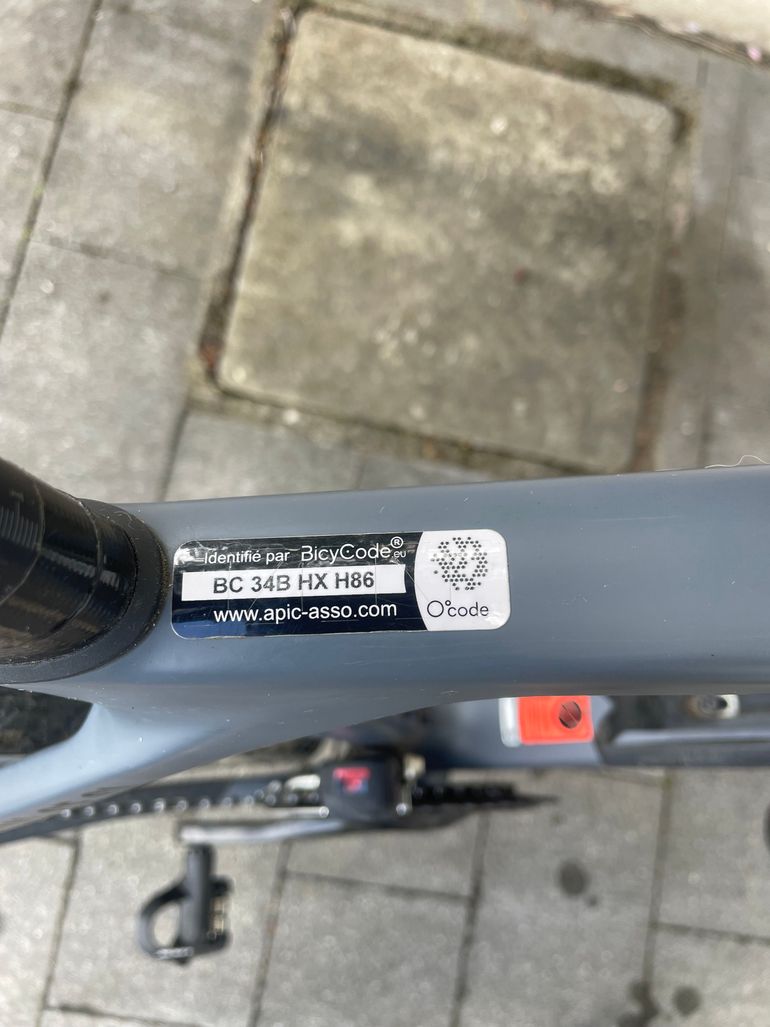 Identifié par BicyCode®.eu
BC 34B HX H86
www.apic-asso.com
O°code